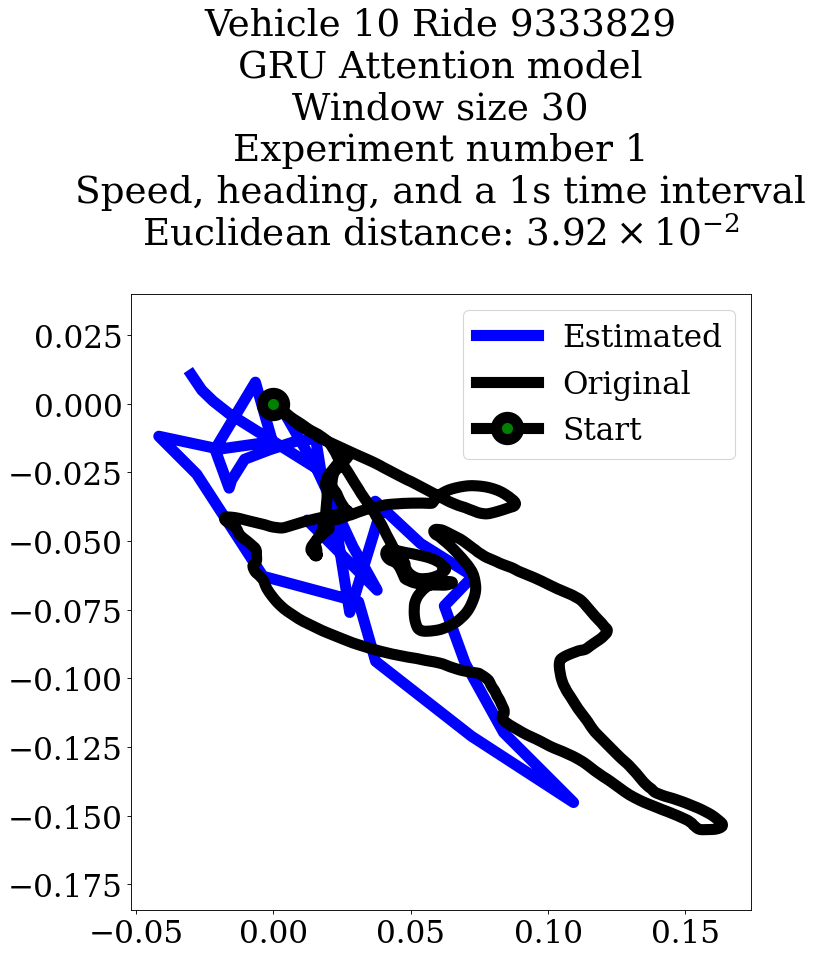 Vehicle 10 Ride 9333829
GRU Attention model
Window size 30
Experiment number 1
Speed, heading, and a 1s time interval
Euclidean distance: 3.92 × 10⁻²
Estimated
Original
Start
0.025
0.000
−0.025
−0.050
−0.075
−0.100
−0.125
−0.150
−0.175
−0.05 0.00 0.05 0.10 0.15